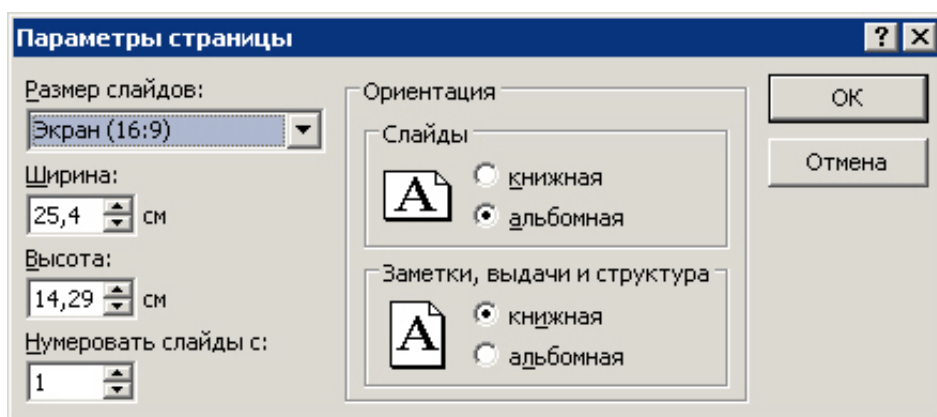 Параметры страницы
Размер слайдов:
Экран (16:9)
Ширина:
25,4 см
Высота:
14,29 см
Нумеровать слайды с:
1
Ориентация
Слайды
A
книжная
альбомная
Заметки, выдачи и структура
A
книжная
альбомная
ОК
Отмена